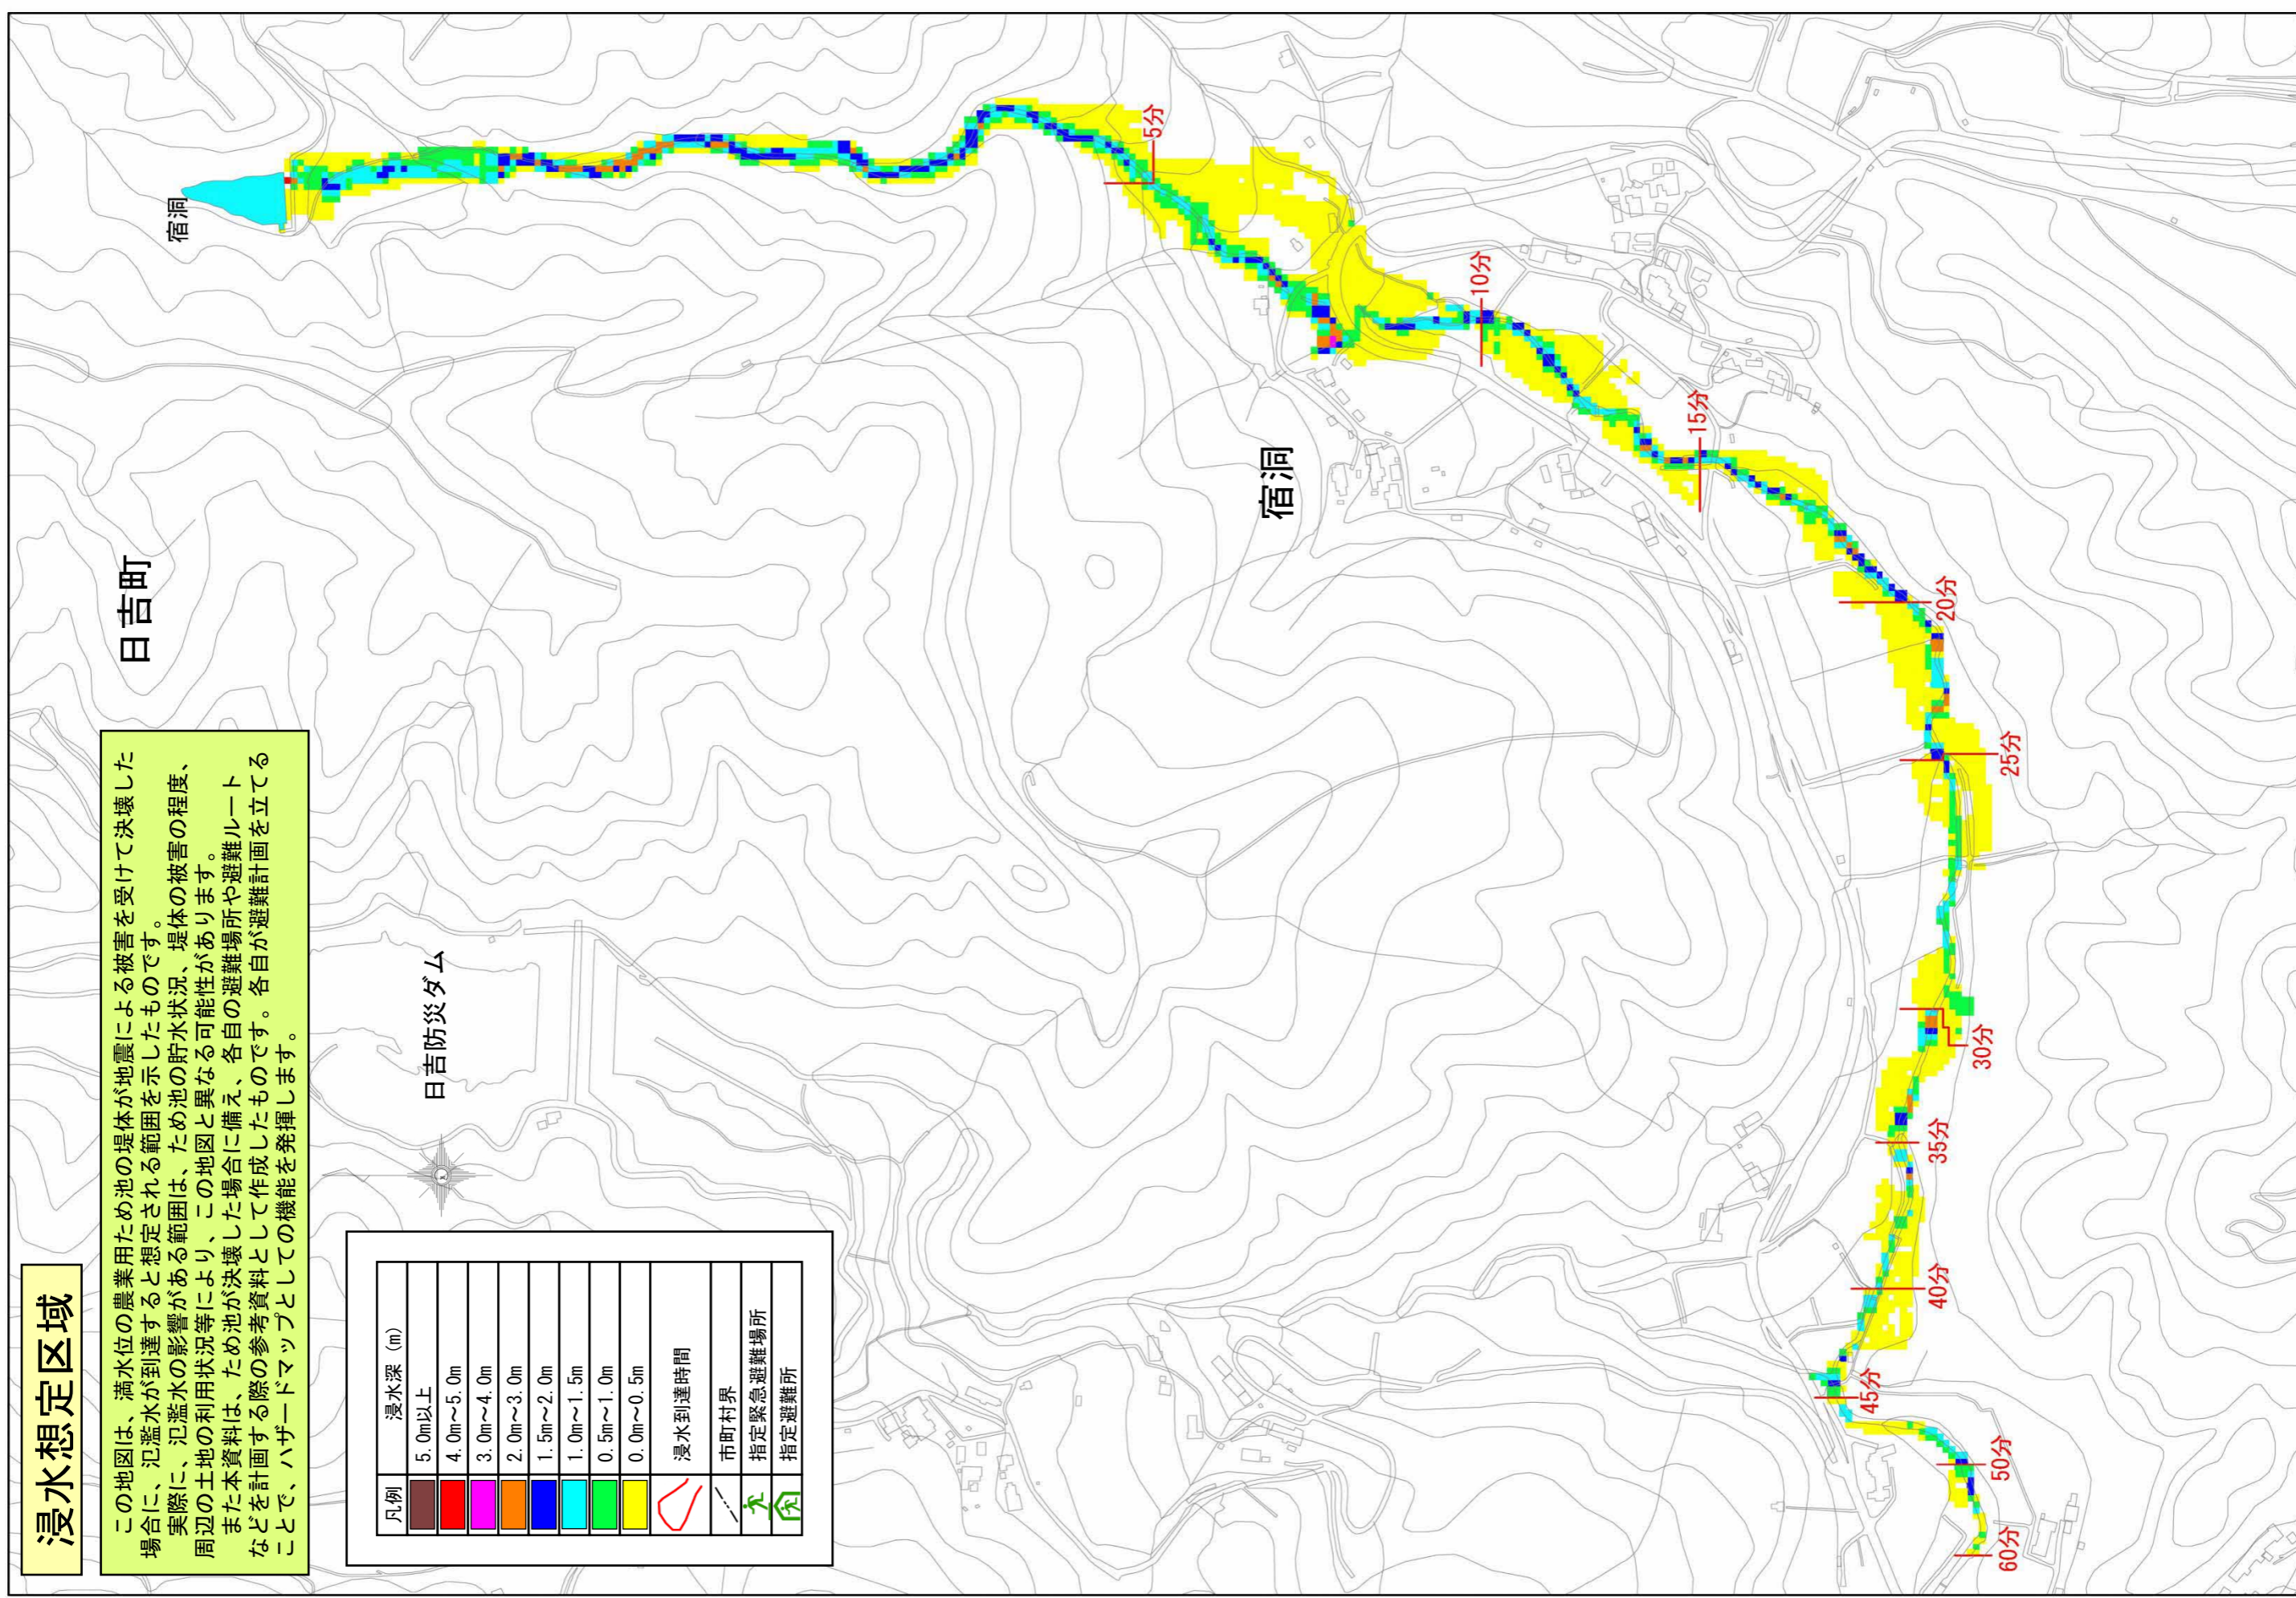 浸水想定区域
この地図は、満水位の農業用ため池の堤体が地震による被害を受けて決壊した
場合に、氾濫水が到達すると想定される範囲を示したものです。
実際に、氾濫水の影響がある範囲は、ため池の貯水状況、堤体の被害の程度、
周辺の土地の利用状況等により、この地図と異なる可能性があります。
また本資料は、ため池が決壊した場合に備え、各自の避難場所や避難ルート
などを計画する際の参考資料として作成したものです。各自が避難計画を立てる
ことで、ハザードマップとしての機能を発揮します。
日吉町
宿洞
日吉防災ダム
凡例 浸水深 (m)
5.0m以上
4.0m～5.0m
3.0m～4.0m
2.0m～3.0m
1.5m～2.0m
1.0m～1.5m
0.5m～1.0m
0.0m～0.5m
浸水到達時間
市町村界
指定緊急避難場所
指定避難所
宿洞
5分
10分
15分
20分
25分
30分
35分
40分
45分
50分
60分